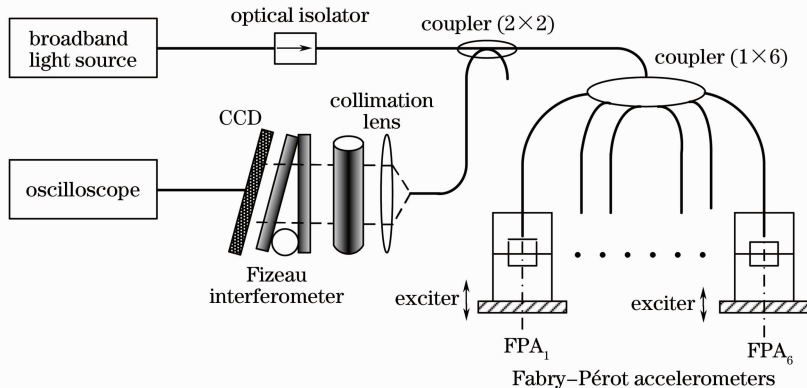 optical isolator
coupler (2×2)
broadband
light source
coupler (1×6)
collimation
lens
CCD
oscilloscope
Fizeau
interferometer
exciter
exciter
FPA₁
FPA₆
Fabry–Pérot accelerometers